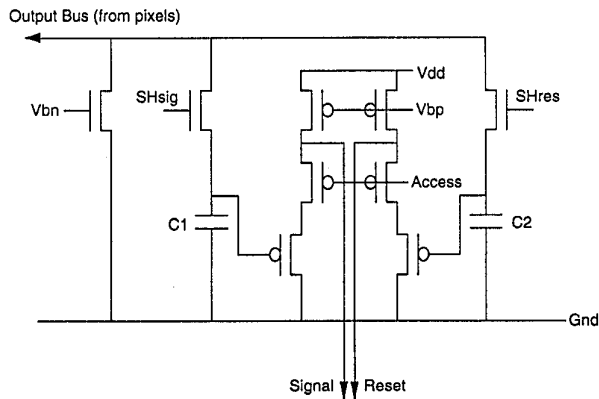 Output Bus (from pixels)
Vdd
Vbn
SHsig
Vbp
SHres
Access
C1
C2
Gnd
Signal
Reset